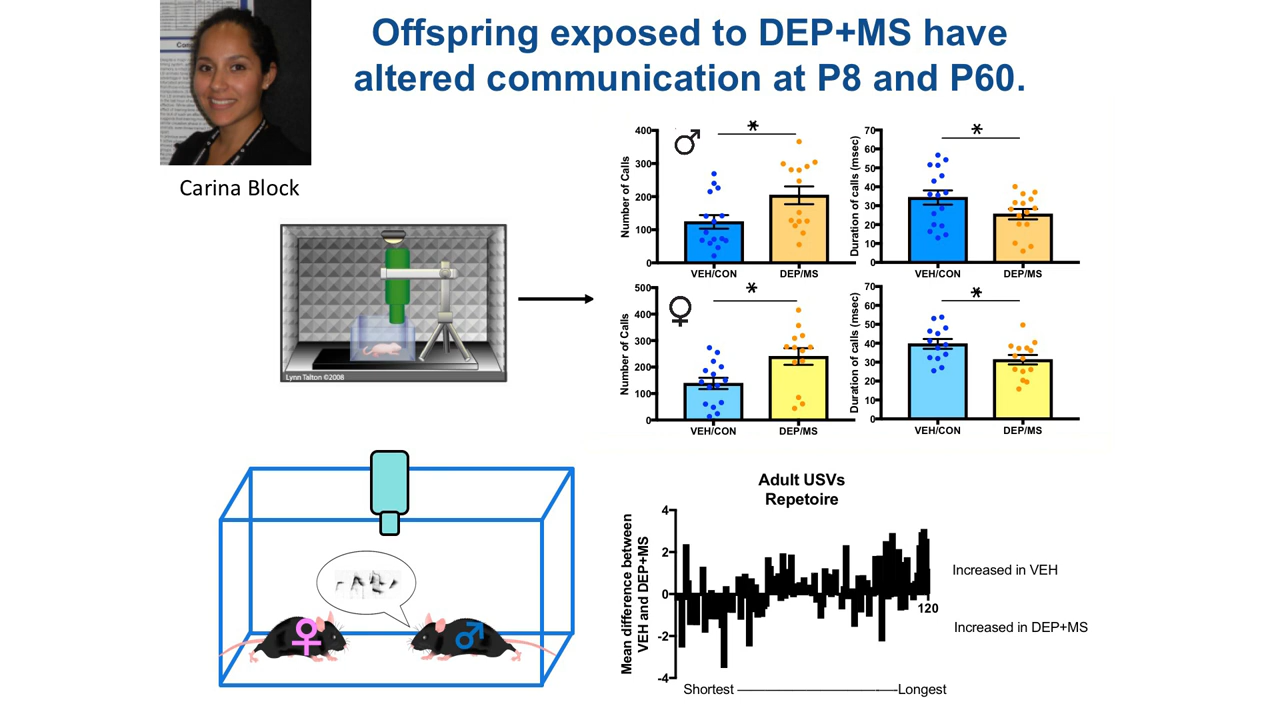 Offspring exposed to DEP+MS have
altered communication at P8 and P60.
Carina Block
Lynn Talton ©2008
♂
*
Number of Calls
400
300
200
100
0
VEH/CON
DEP/MS
*
Duration of calls (msec)
70
60
50
40
30
20
10
0
VEH/CON
DEP/MS
♀
*
Number of Calls
500
400
300
200
100
0
VEH/CON
DEP/MS
*
Duration of calls (msec)
70
60
50
40
30
20
10
0
VEH/CON
DEP/MS
♀
♂
Adult USVs
Repetoire
Mean difference between
VEH and DEP+MS
4
2
0
-2
-4
120
Increased in VEH
Increased in DEP+MS
Shortest
Longest